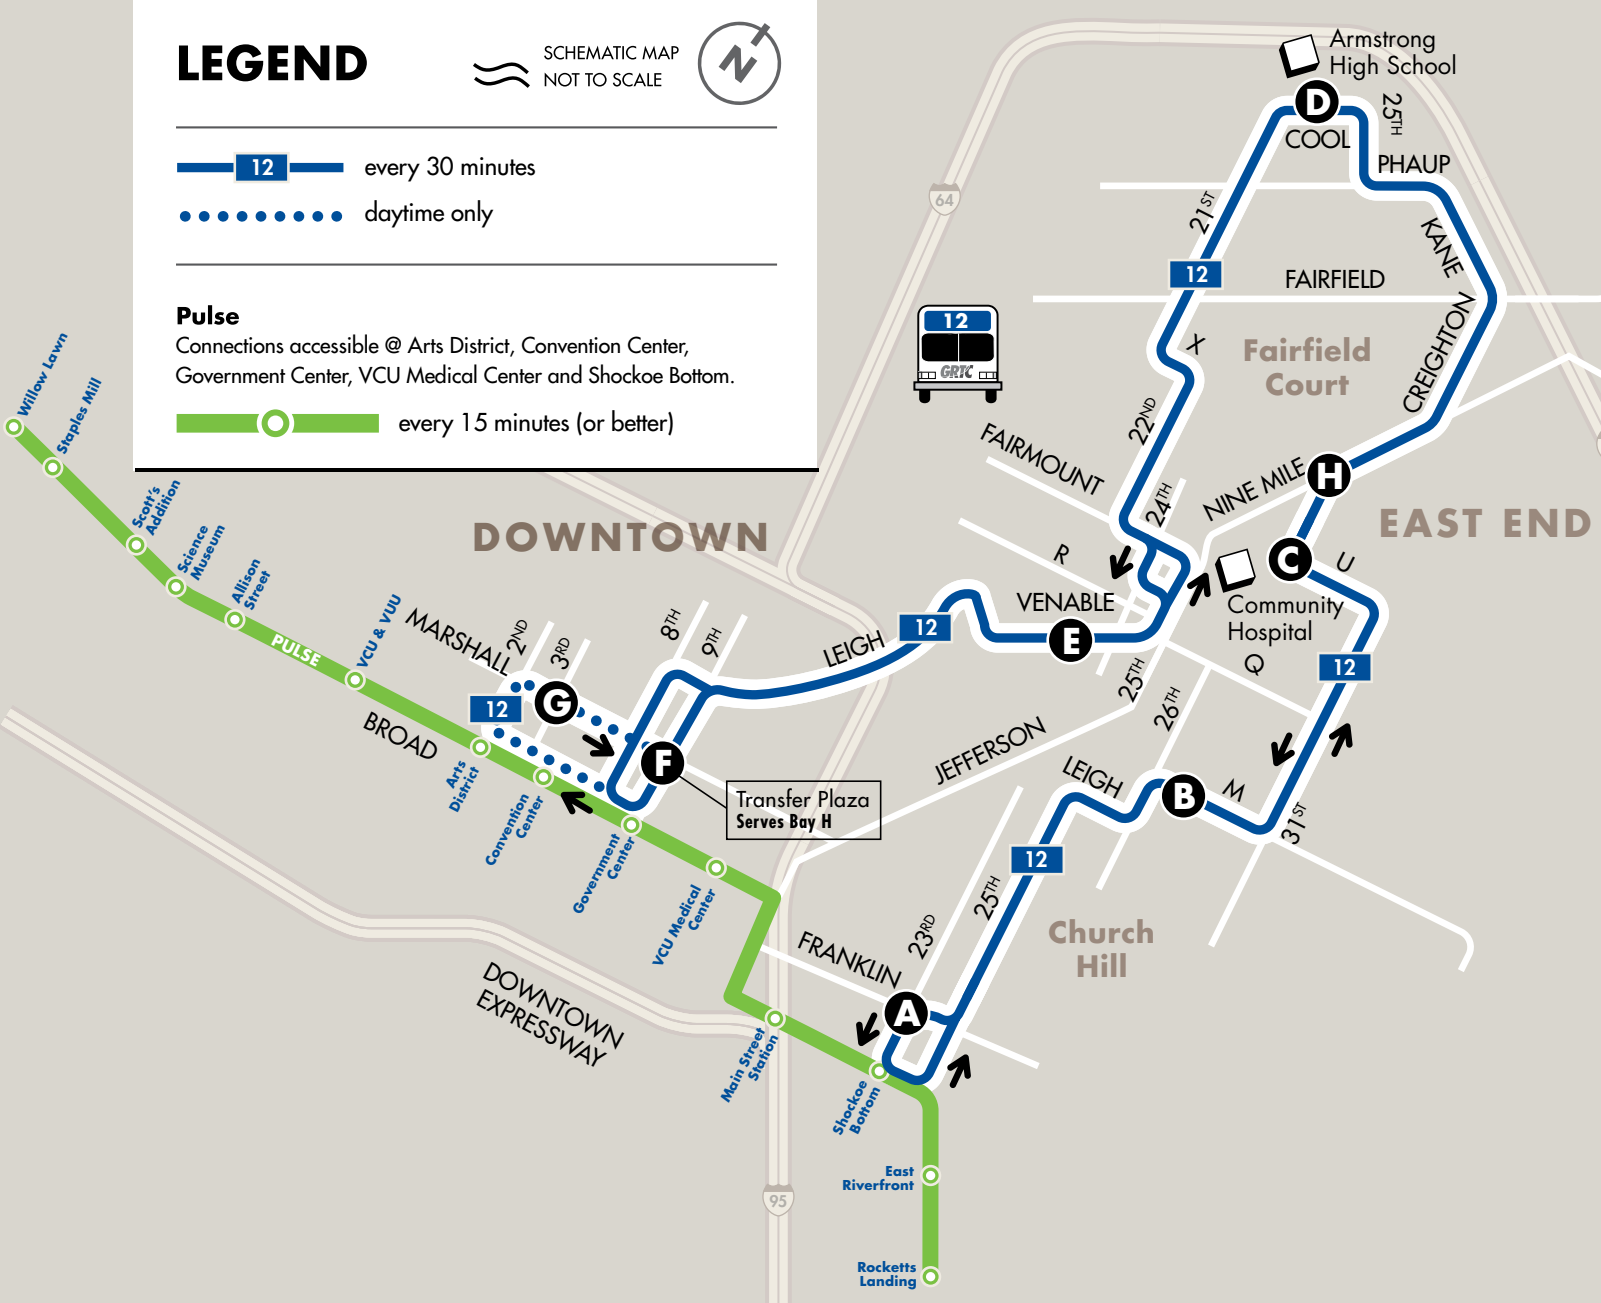 LEGEND
SCHEMATIC MAP
NOT TO SCALE
N
12
every 30 minutes
daytime only
Pulse
Connections accessible @ Arts District, Convention Center,
Government Center, VCU Medical Center and Shockoe Bottom.
every 15 minutes (or better)
Armstrong
High School
D
COOL
25TH
PHAUP
64
21ST
KANE
12
FAIRFIELD
CREIGHTON
12
GRTC
X
Fairfield
Court
22ND
FAIRMOUNT
24TH
NINE MILE
H
EAST END
R
C
U
Community
Hospital
VENABLE
E
12
LEIGH
Q
12
25TH
26TH
JEFFERSON
LEIGH
B
M
31ST
12
25TH
23RD
Church
Hill
FRANKLIN
A
DOWNTOWN
8TH
9TH
MARSHALL
2ND
3RD
12
G
F
Transfer Plaza
Serves Bay H
Willow Lawn
Staples Mill
Scott's
Addition
Science
Museum
Allison
Street
PULSE
VCU & VUU
BROAD
Arts
District
Convention
Center
Government
Center
VCU Medical
Center
DOWNTOWN
EXPRESSWAY
Main Street
Station
Shockoe
Bottom
East
Riverfront
95
Rocketts
Landing